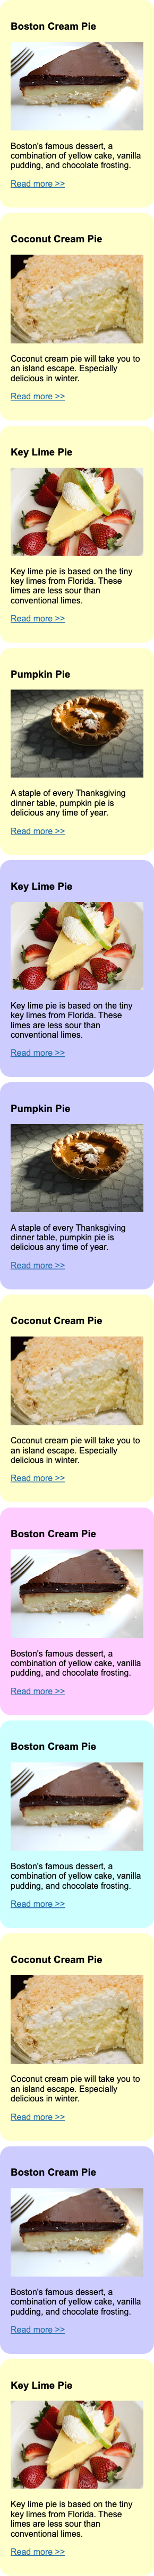 Boston Cream Pie
Boston's famous dessert, a
combination of yellow cake, vanilla
pudding, and chocolate frosting.
Read more >>
Coconut Cream Pie
Coconut cream pie will take you to
an island escape. Especially
delicious in winter.
Read more >>
Key Lime Pie
Key lime pie is based on the tiny
key limes from Florida. These
limes are less sour than
conventional limes.
Read more >>
Pumpkin Pie
A staple of every Thanksgiving
dinner table, pumpkin pie is
delicious any time of year.
Read more >>
Key Lime Pie
Key lime pie is based on the tiny
key limes from Florida. These
limes are less sour than
conventional limes.
Read more >>
Pumpkin Pie
A staple of every Thanksgiving
dinner table, pumpkin pie is
delicious any time of year.
Read more >>
Coconut Cream Pie
Coconut cream pie will take you to
an island escape. Especially
delicious in winter.
Read more >>
Boston Cream Pie
Boston's famous dessert, a
combination of yellow cake, vanilla
pudding, and chocolate frosting.
Read more >>
Boston Cream Pie
Boston's famous dessert, a
combination of yellow cake, vanilla
pudding, and chocolate frosting.
Read more >>
Coconut Cream Pie
Coconut cream pie will take you to
an island escape. Especially
delicious in winter.
Read more >>
Boston Cream Pie
Boston's famous dessert, a
combination of yellow cake, vanilla
pudding, and chocolate frosting.
Read more >>
Key Lime Pie
Key lime pie is based on the tiny
key limes from Florida. These
limes are less sour than
conventional limes.
Read more >>